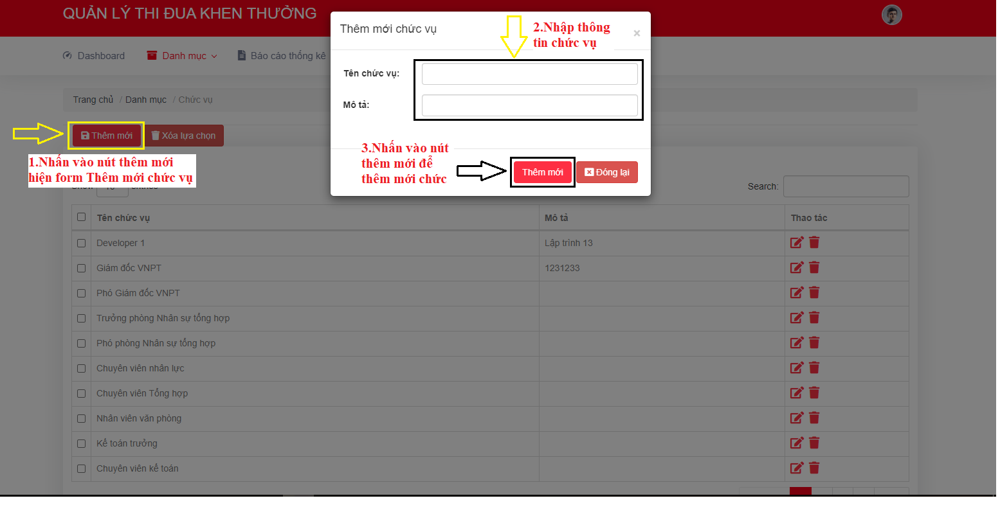 QUẢN LÝ THI ĐUA KHEN THƯỞNG
Thêm mới chức vụ
×
2.Nhập thông
tin chức vụ
Dashboard
Danh mục
Báo cáo thống kê
Tên chức vụ:
Mô tả:
Trang chủ / Danh mục / Chức vụ
Thêm mới
Xóa lựa chọn
1.Nhấn vào nút thêm mới
hiện form Thêm mới chức vụ
3.Nhấn vào nút
thêm mới để
thêm mới chức
Thêm mới
Đóng lại
Search:
Tên chức vụ Mô tả Thao tác
Developer 1 Lập trình 13
Giám đốc VNPT 1231233
Phó Giám đốc VNPT
Trưởng phòng Nhân sự tổng hợp
Phó phòng Nhân sự tổng hợp
Chuyên viên nhân lực
Chuyên viên Tổng hợp
Nhân viên văn phòng
Kế toán trưởng
Chuyên viên kế toán